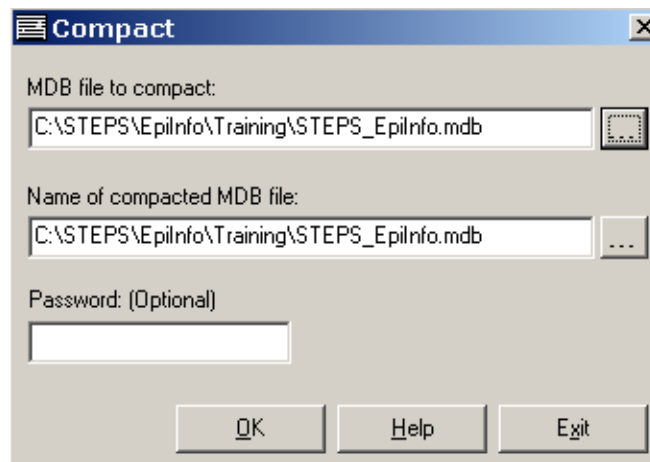 Compact
MDB file to compact:
C:\STEPS\EpiInfo\Training\STEPS_EpiInfo.mdb
...
Name of compacted MDB file:
C:\STEPS\EpiInfo\Training\STEPS_EpiInfo.mdb
...
Password: (Optional)
OK Help Exit